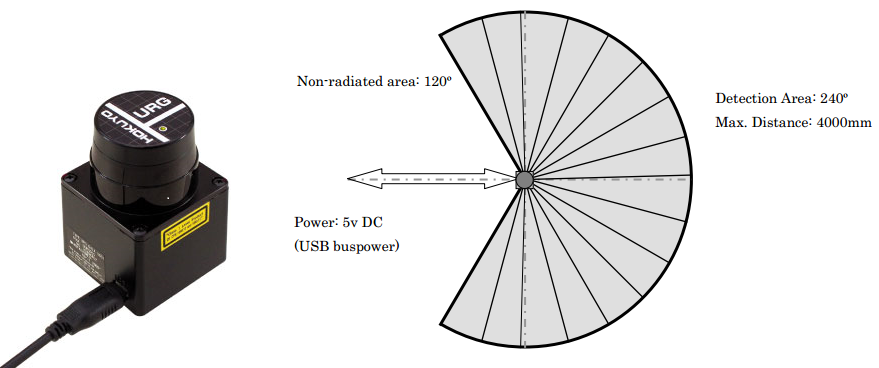 URG
HOKUYO
Non-radiated area: 120º
Detection Area: 240º
Max. Distance: 4000mm
Power: 5v DC
(USB buspower)